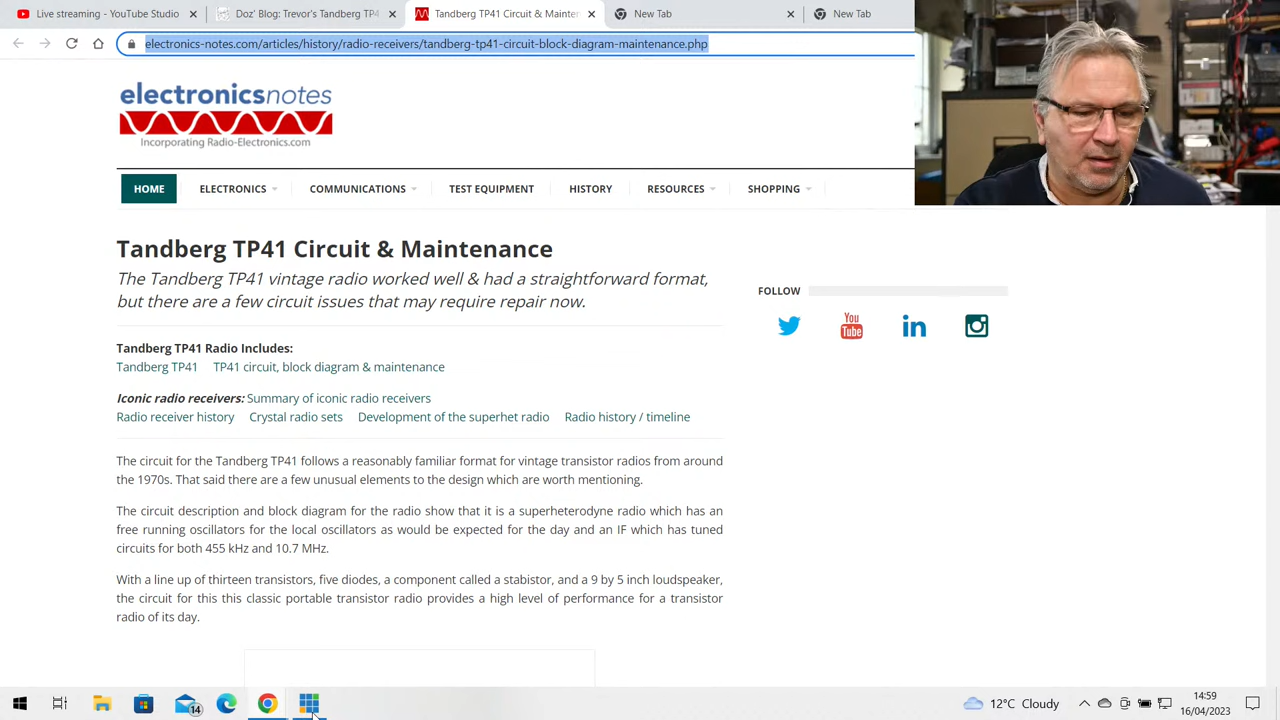 Live streaming - YouTube Studio
Doz' Blog: Trevor's Tandberg TP4
Tandberg TP41 Circuit & Mainten
New Tab
New Tab
electronics-notes.com/articles/history/radio-receivers/tandberg-tp41-circuit-block-diagram-maintenance.php
electronicsnotes
Incorporating Radio-Electronics.com
HOME
ELECTRONICS
COMMUNICATIONS
TEST EQUIPMENT
HISTORY
RESOURCES
SHOPPING
Tandberg TP41 Circuit & Maintenance
The Tandberg TP41 vintage radio worked well & had a straightforward format,
but there are a few circuit issues that may require repair now.
FOLLOW
You
Tube
in
Tandberg TP41 Radio Includes:
Tandberg TP41 TP41 circuit, block diagram & maintenance
Iconic radio receivers: Summary of iconic radio receivers
Radio receiver history Crystal radio sets Development of the superhet radio Radio history / timeline
The circuit for the Tandberg TP41 follows a reasonably familiar format for vintage transistor radios from around
the 1970s. That said there are a few unusual elements to the design which are worth mentioning.
The circuit description and block diagram for the radio show that it is a superheterodyne radio which has an
free running oscillators for the local oscillators as would be expected for the day and an IF which has tuned
circuits for both 455 kHz and 10.7 MHz.
With a line up of thirteen transistors, five diodes, a component called a stabistor, and a 9 by 5 inch loudspeaker,
the circuit for this this classic portable transistor radio provides a high level of performance for a transistor
radio of its day.
14
12°C Cloudy
14:59
16/04/2023